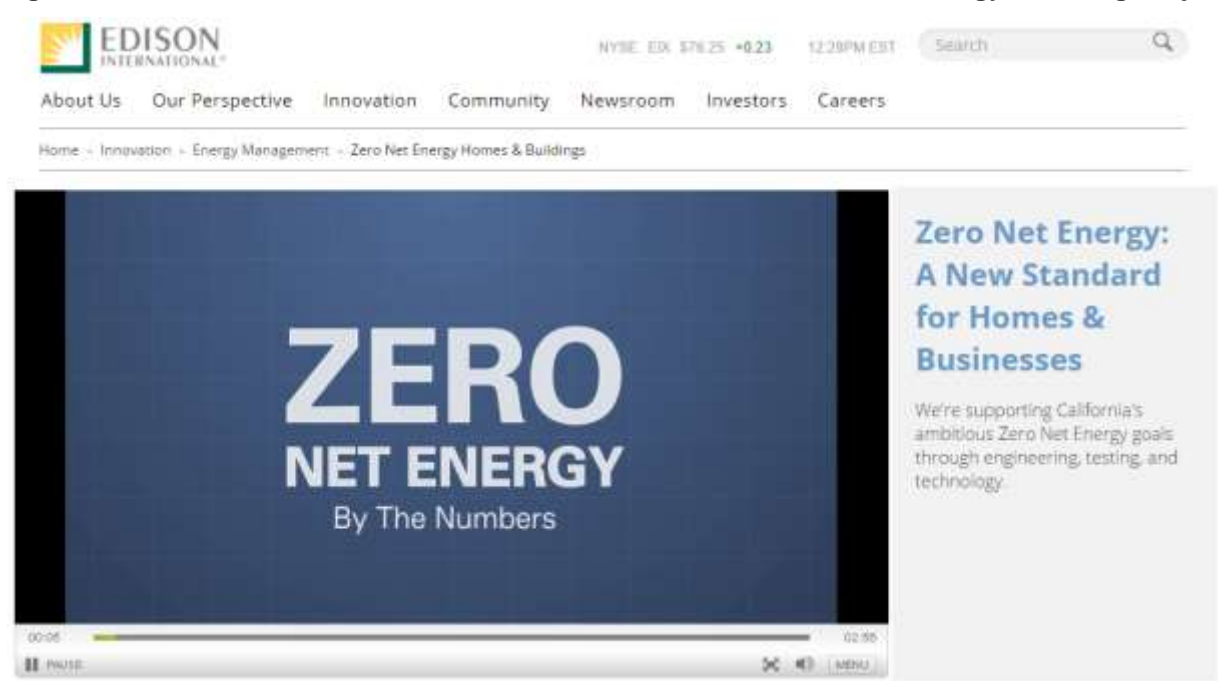 EDISON
INTERNATIONAL®
NYSE EIX $78.25 +0.23 12:29PM EST Search
About Us Our Perspective Innovation Community Newsroom Investors Careers
Home - Innovation - Energy Management - Zero Net Energy Homes & Buildings
ZERO
NET ENERGY
By The Numbers
Zero Net Energy:
A New Standard
for Homes &
Businesses
We're supporting California's
ambitious Zero Net Energy goals
through engineering, testing, and
technology.
00:05
PAUSE MENU